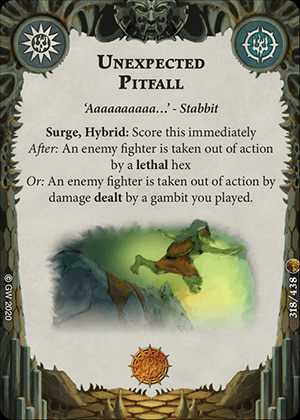 Unexpected
Pitfall
‘Aaaaaaaaaa…’ - Stabbit
Surge, Hybrid: Score this immediately
After: An enemy fighter is taken out of action
by a lethal hex
Or: An enemy fighter is taken out of action by
damage dealt by a gambit you played.
© GW 2020
318/438